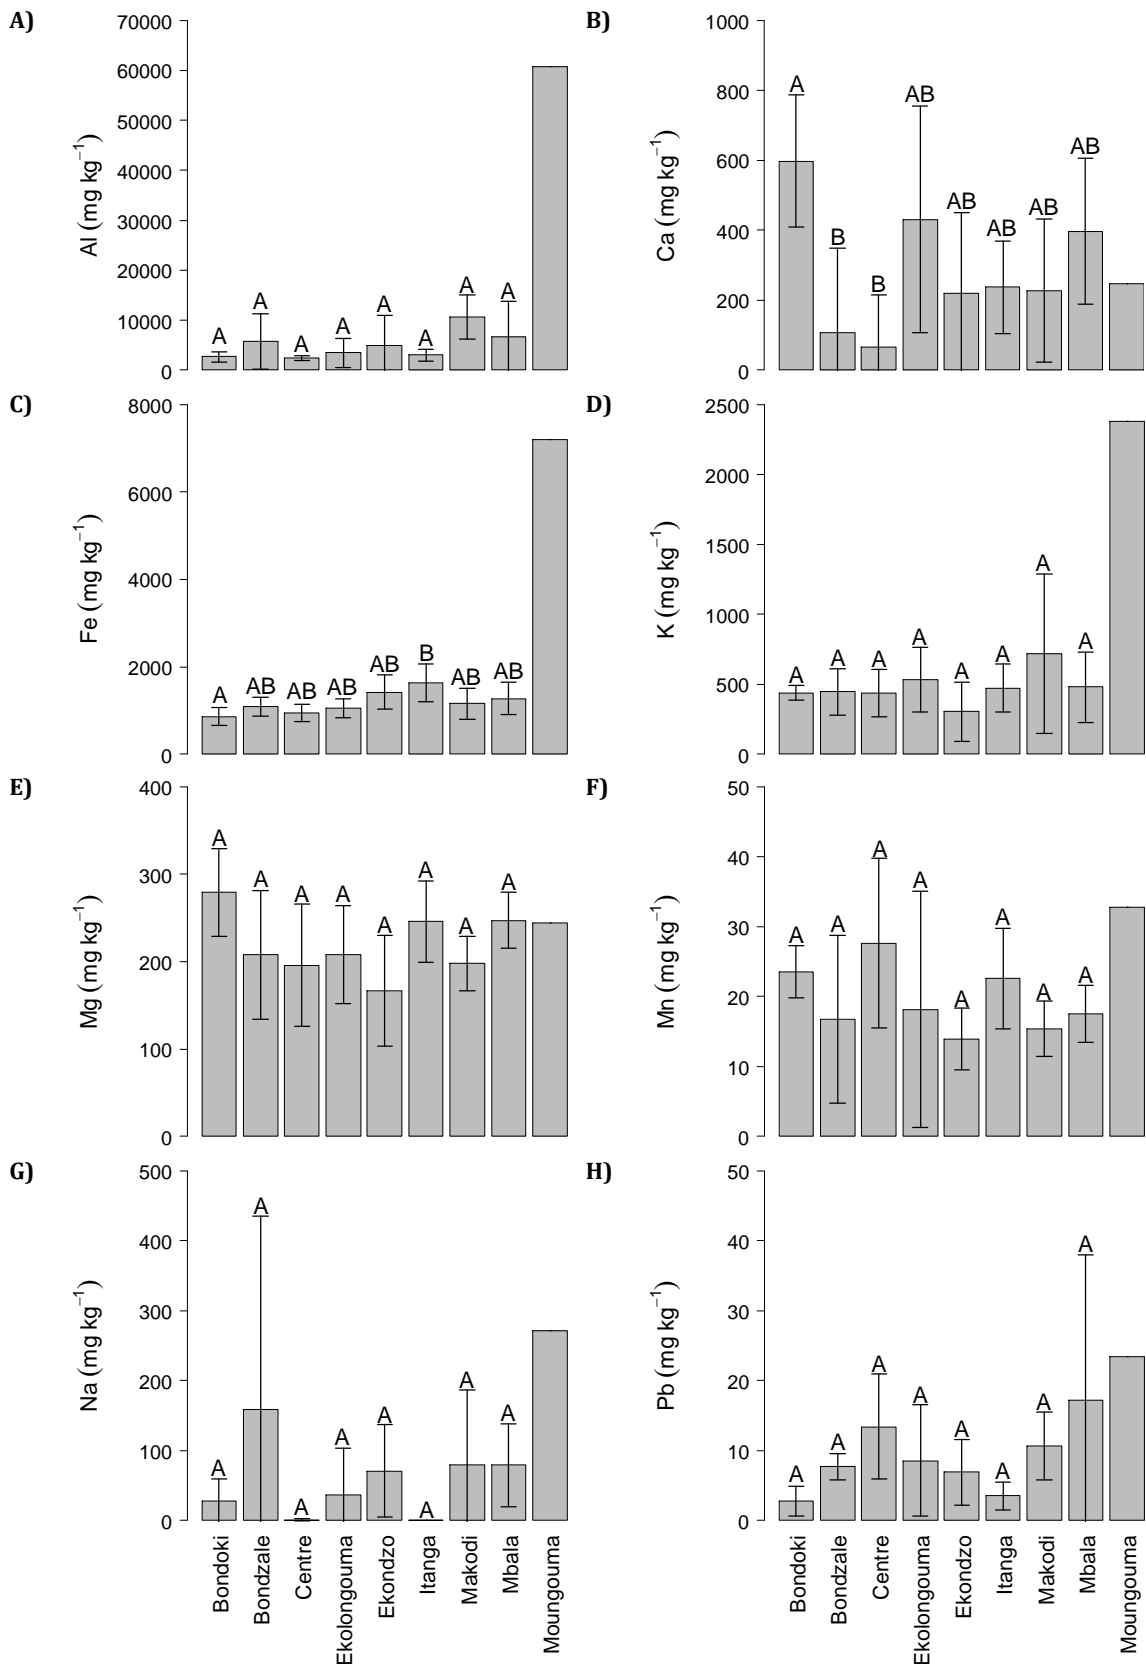 A)
Al (mg kg−1)
70000
60000
50000
40000
30000
20000
10000
0
A
A
A
A
A
A
A
A
B)
Ca (mg kg−1)
1000
800
600
400
200
0
A
B
B
AB
AB
AB
AB
AB
C)
Fe (mg kg−1)
8000
6000
4000
2000
0
A
AB
AB
AB
AB
B
AB
AB
D)
K (mg kg−1)
2500
2000
1500
1000
500
0
A
A
A
A
A
A
A
A
E)
Mg (mg kg−1)
400
300
200
100
0
A
A
A
A
A
A
A
A
F)
Mn (mg kg−1)
50
40
30
20
10
0
A
A
A
A
A
A
A
A
G)
Na (mg kg−1)
500
400
300
200
100
0
A
A
A
A
A
A
A
A
Bondoki
Bondzale
Centre
Ekolongouma
Ekondzo
Itanga
Makodi
Mbala
Moungouma
H)
Pb (mg kg−1)
50
40
30
20
10
0
A
A
A
A
A
A
A
A
Bondoki
Bondzale
Centre
Ekolongouma
Ekondzo
Itanga
Makodi
Mbala
Moungouma